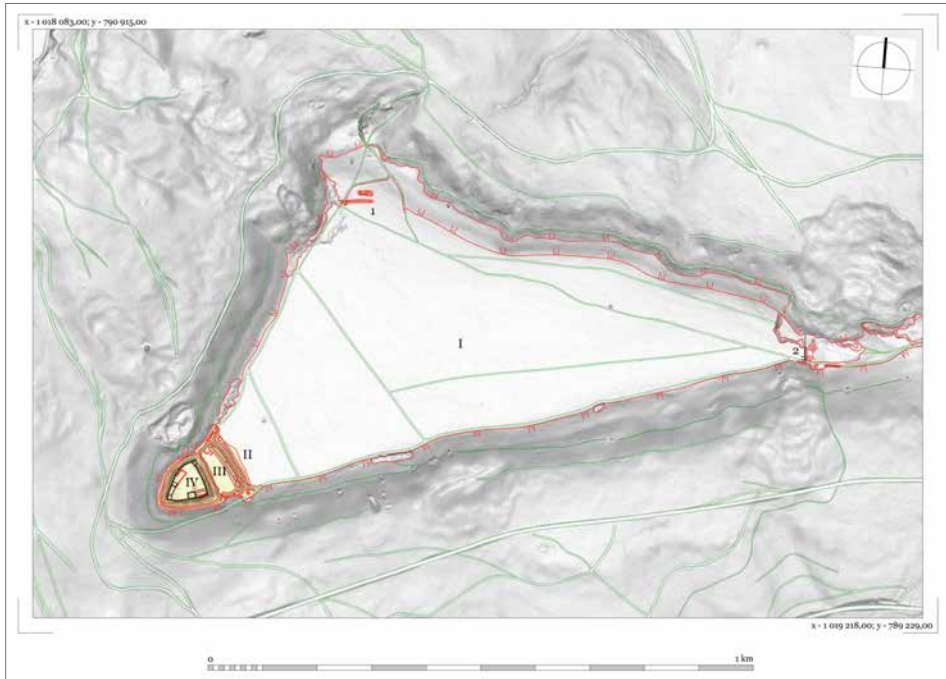 x - 1 018 083,00; y - 790 915,00
1
I
2
II
III
IV
x - 1 019 218,00; y - 789 229,00
0 1 km